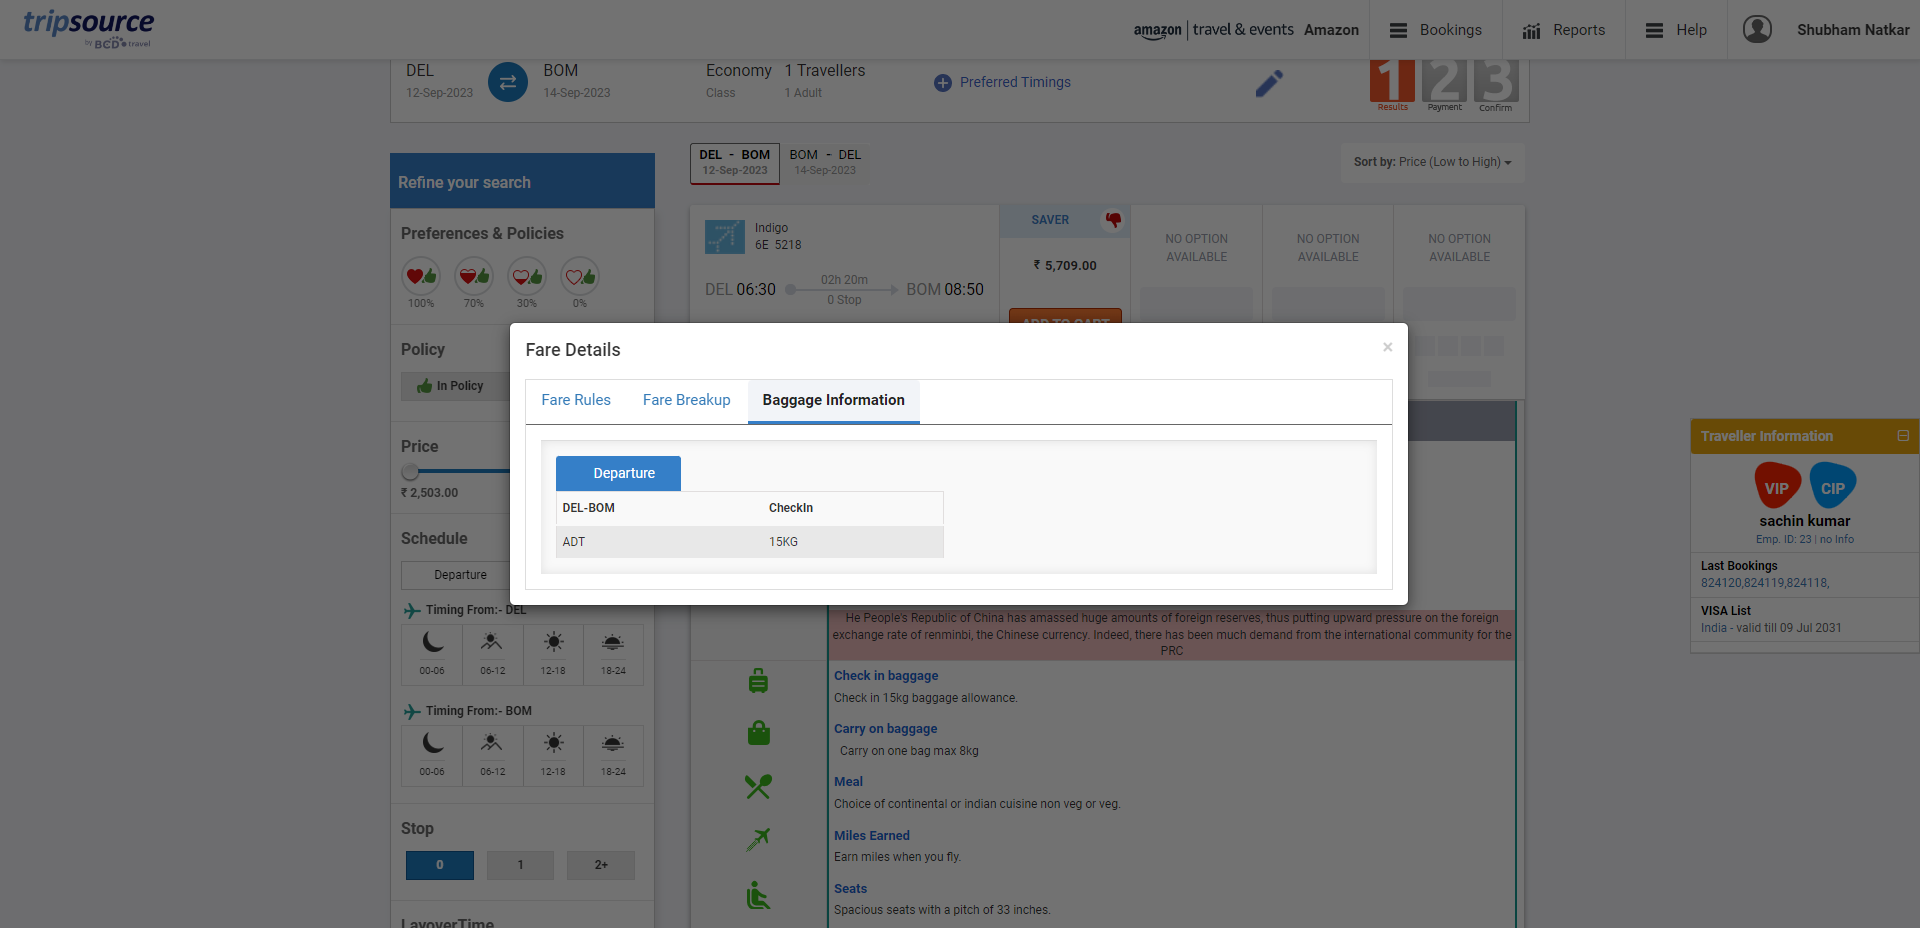 tripsource
by BCD travel
amazon | travel & events Amazon
Bookings
Reports
Help
Shubham Natkar
DEL
12-Sep-2023
BOM
14-Sep-2023
Economy
Class
1 Travellers
1 Adult
Preferred Timings
1 2 3
Results Payment Confirm
DEL - BOM
12-Sep-2023
BOM - DEL
14-Sep-2023
Sort by: Price (Low to High)
Refine your search
Preferences & Policies
100% 70% 30% 0%
Policy
In Policy
Price
₹ 2,503.00
Schedule
Departure
Timing From:- DEL
00-06 06-12 12-18 18-24
Timing From:- BOM
00-06 06-12 12-18 18-24
Stop
0 1 2+
LayoverTime
Indigo
6E 5218
DEL 06:30
02h 20m
0 Stop
BOM 08:50
SAVER
₹ 5,709.00
ADD TO CART
NO OPTION
AVAILABLE
NO OPTION
AVAILABLE
NO OPTION
AVAILABLE
Fare Details
×
Fare Rules
Fare Breakup
Baggage Information
Departure
DEL-BOM CheckIn
ADT 15KG
He People's Republic of China has amassed huge amounts of foreign reserves, thus putting upward pressure on the foreign
exchange rate of renminbi, the Chinese currency. Indeed, there has been much demand from the international community for the
PRC
Check in baggage
Check in 15kg baggage allowance.
Carry on baggage
Carry on one bag max 8kg
Meal
Choice of continental or indian cuisine non veg or veg.
Miles Earned
Earn miles when you fly.
Seats
Spacious seats with a pitch of 33 inches.
Traveller Information
VIP CIP
sachin kumar
Emp. ID: 23 | no Info
Last Bookings
824120,824119,824118,
VISA List
India - valid till 09 Jul 2031